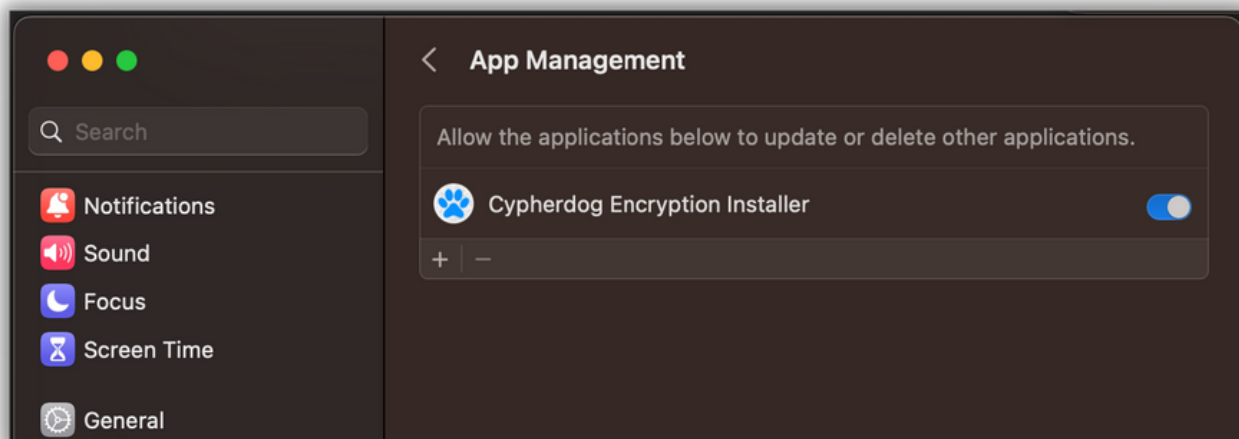 App Management
Search
Allow the applications below to update or delete other applications.
Notifications
Cypherdog Encryption Installer
Sound
Focus
Screen Time
General